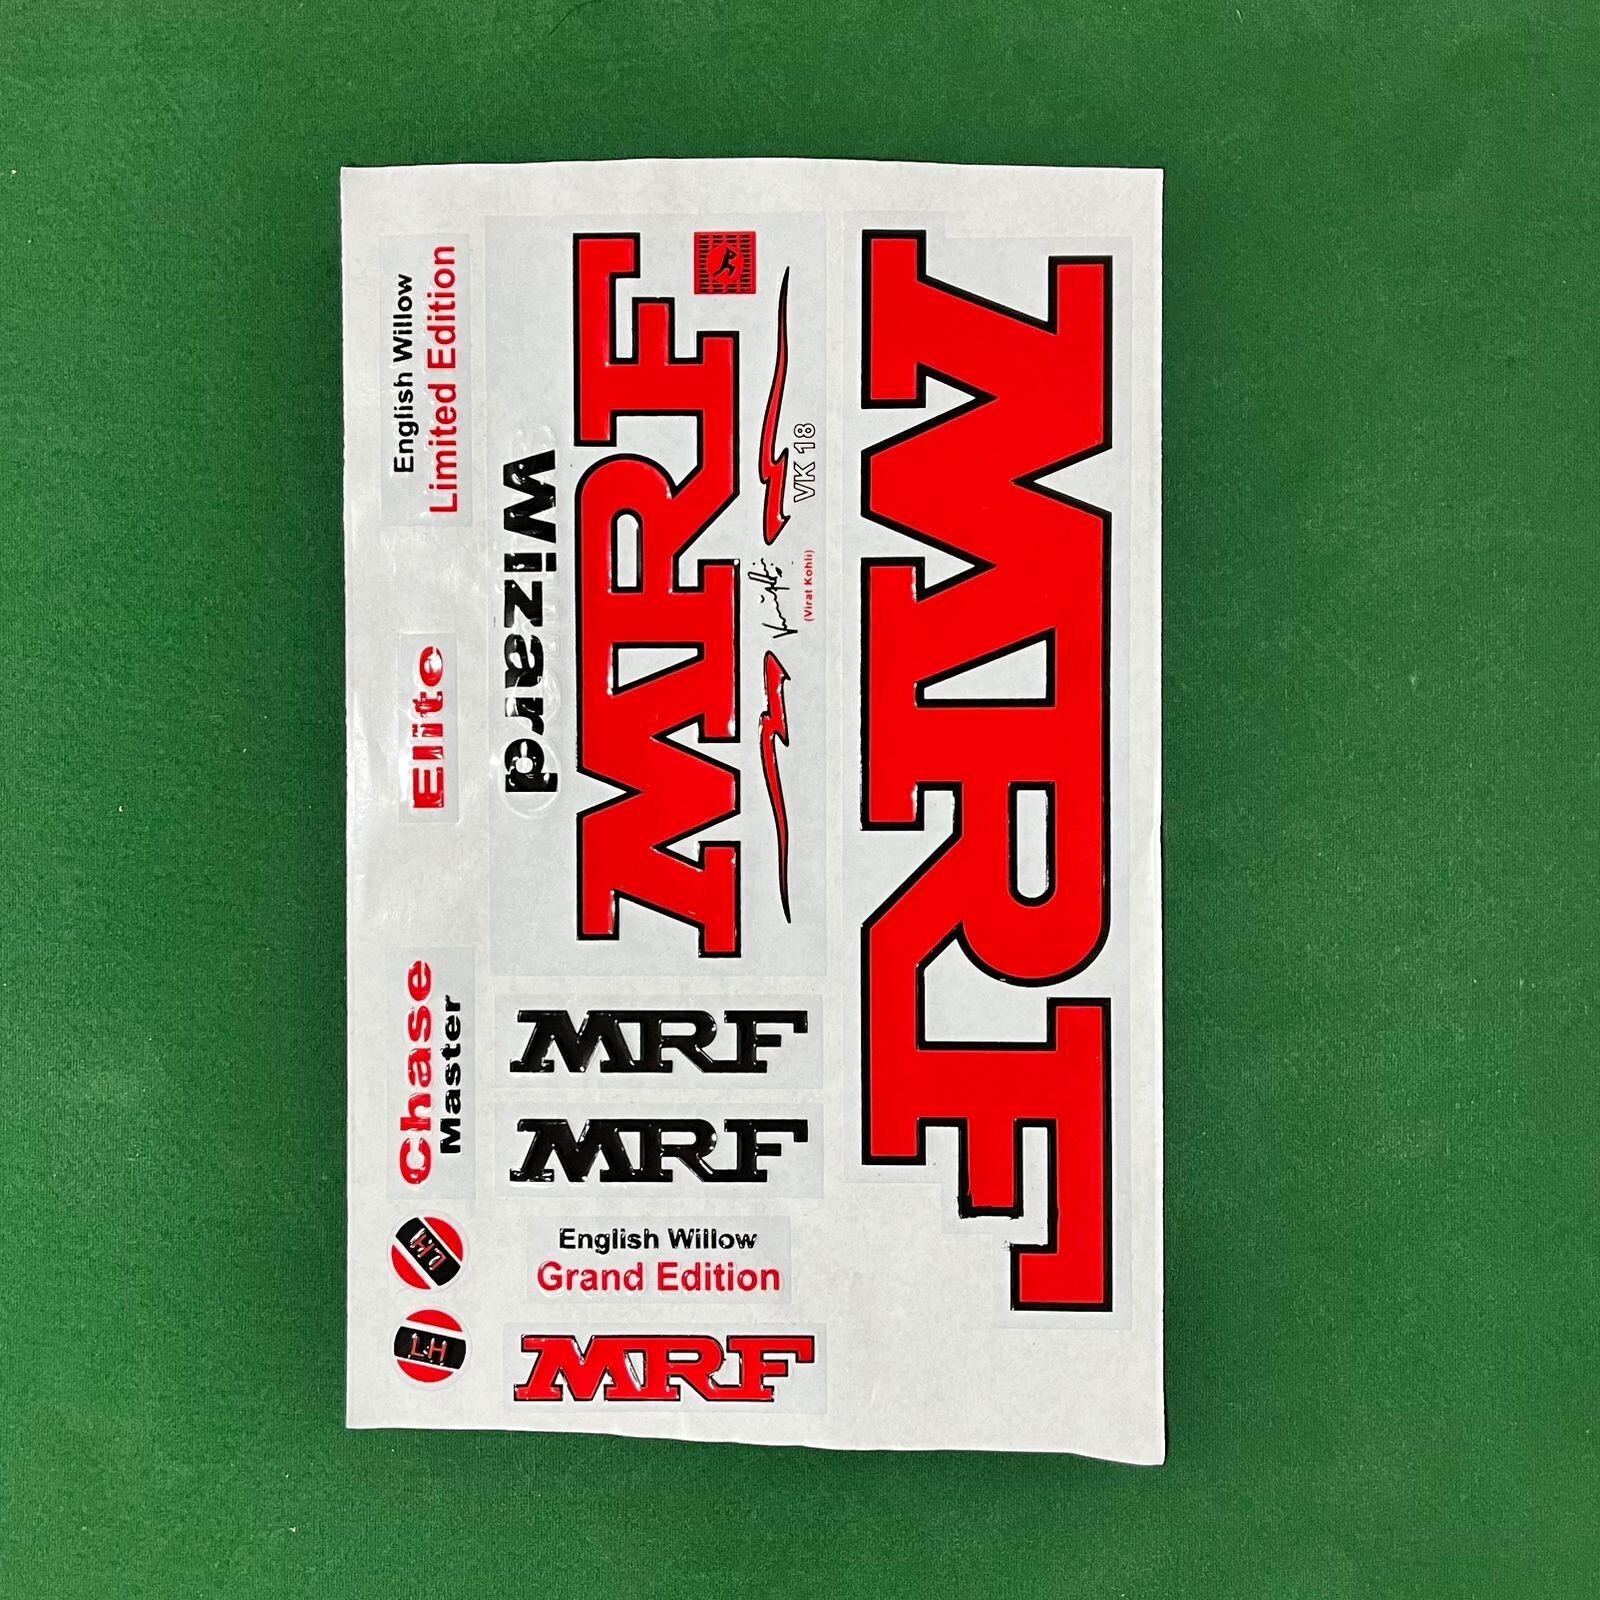 English Willow
Limited Edition
Elite
Chase
Master
LH
LH
Wizard
MRF
VK 18
(Virat Kohli)
MRF
MRF
English Willow
Grand Edition
MRF
MRF